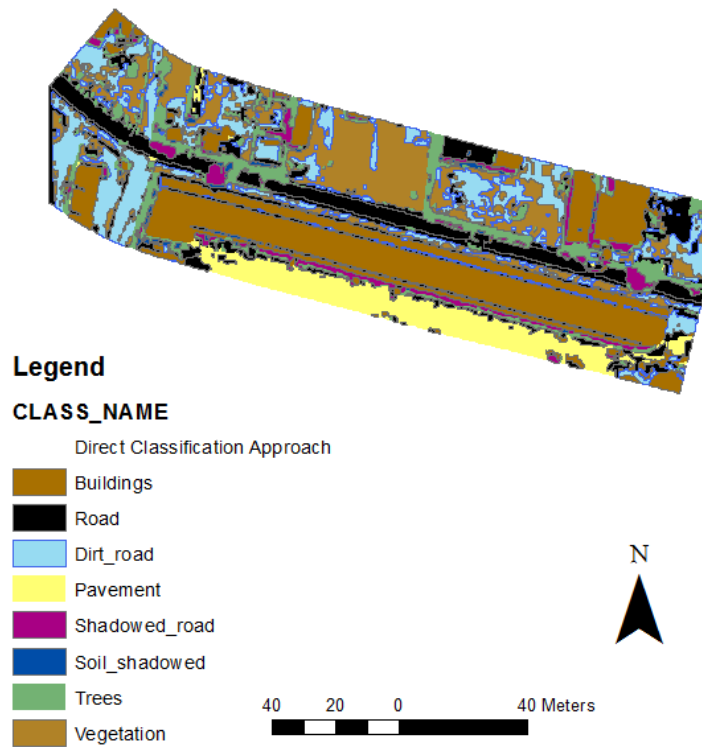 Legend
CLASS_NAME
Direct Classification Approach
Buildings
Road
Dirt_road
Pavement
Shadowed_road
Soil_shadowed
Trees
Vegetation
N
40 20 0 40 Meters